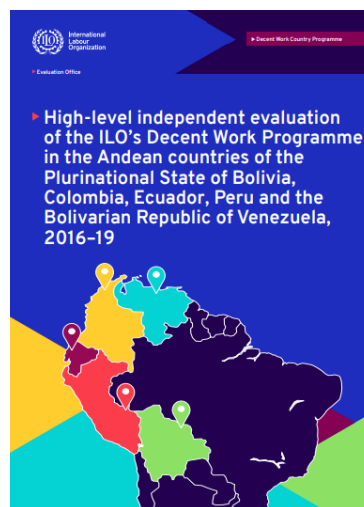 International
Labour
Organization
Decent Work Country Programme
Evaluation Office
High-level independent evaluation
of the ILO's Decent Work Programme
in the Andean countries of the
Plurinational State of Bolivia,
Colombia, Ecuador, Peru and the
Bolivarian Republic of Venezuela,
2016–19